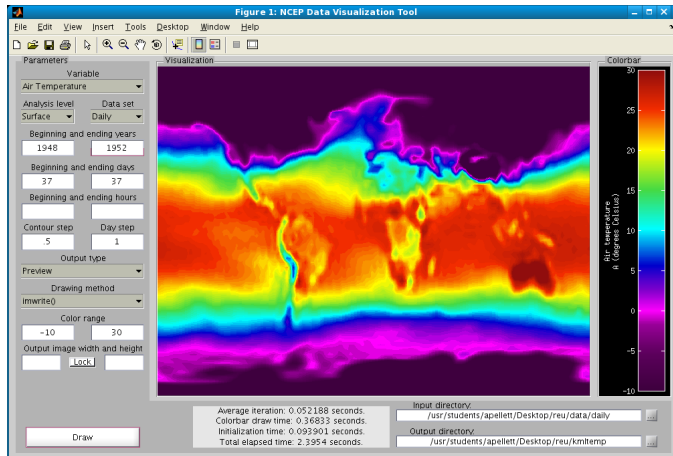 Figure 1: NCEP Data Visualization Tool
File Edit View Insert Tools Desktop Window Help
Parameters
Variable
Air Temperature
Analysis level Data set
Surface Daily
Beginning and ending years
1948 1952
Beginning and ending days
37 37
Beginning and ending hours
Contour step Day step
.5 1
Output type
Preview
Drawing method
imwrite()
Color range
-10 30
Output image width and height
Lock
Draw
Visualization
Colorbar
30
25
20
15
10
5
0
-5
-10
Air temperature
A (degrees Celsius)
Average iteration: 0.052188 seconds.
Colorbar draw time: 0.36833 seconds.
Initialization time: 0.093901 seconds.
Total elapsed time: 2.3954 seconds.
Input directory:
/usr/students/apellett/Desktop/reu/data/daily
...
Output directory:
/usr/students/apellett/Desktop/reu/kmltemp
...